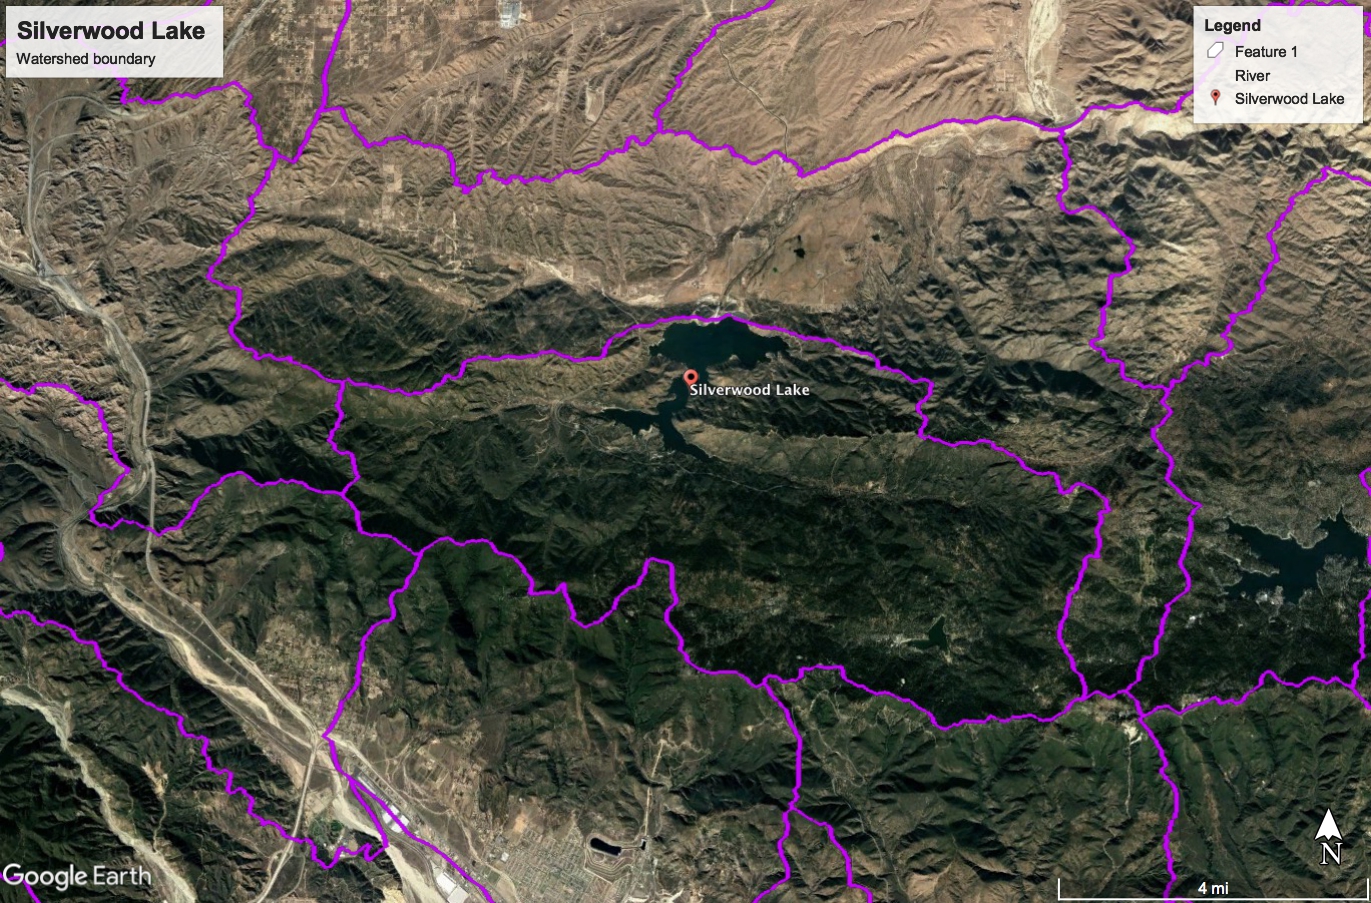 Silverwood Lake
Watershed boundary
Legend
Feature 1
River
Silverwood Lake
Silverwood Lake
Google Earth
N
4 mi